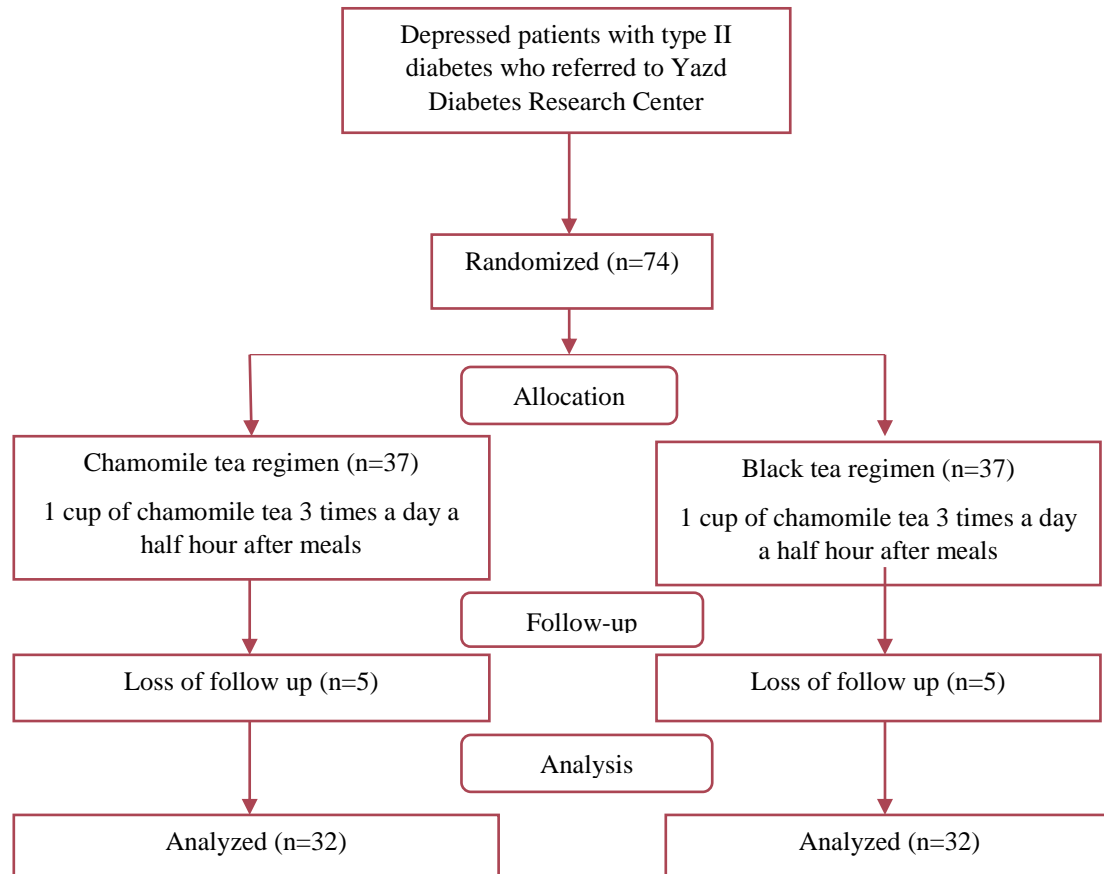 Depressed patients with type II
diabetes who referred to Yazd
Diabetes Research Center
Randomized (n=74)
Allocation
Chamomile tea regimen (n=37)
1 cup of chamomile tea 3 times a day a
half hour after meals
Black tea regimen (n=37)
1 cup of chamomile tea 3 times a day
a half hour after meals
Follow-up
Loss of follow up (n=5)
Loss of follow up (n=5)
Analysis
Analyzed (n=32)
Analyzed (n=32)